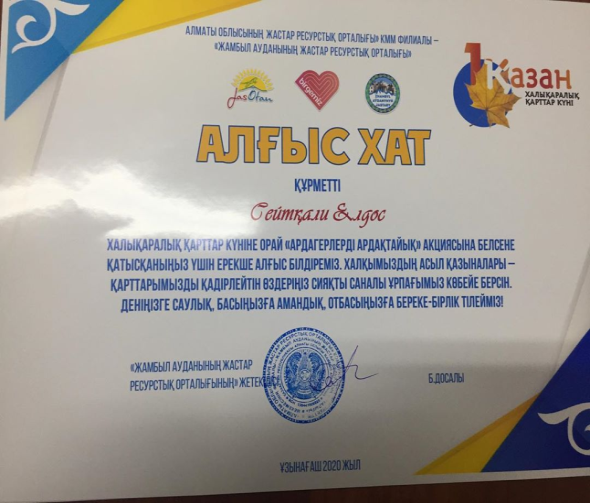 АЛМАТЫ ОБЛЫСЫНЫҢ ЖАСТАР РЕСУРСТЫҚ ОРТАЛЫҒЫ» КММ ФИЛИАЛЫ –
«ЖАМБЫЛ АУДАНЫНЫҢ ЖАСТАР РЕСУРСТЫҚ ОРТАЛЫҒЫ»
JasOtan
birgemiz
1 Қазан
ХАЛЫҚАРАЛЫҚ
ҚАРТТАР КҮНІ
АЛҒЫС ХАТ
ҚҰРМЕТТІ
Сейтқали Елдос
ХАЛЫҚАРАЛЫҚ ҚАРТТАР КҮНІНЕ ОРАЙ «АРДАГЕРЛЕРДІ АРДАҚТАЙЫҚ» АКЦИЯСЫНА БЕЛСЕНЕ
ҚАТЫСҚАНЫҢЫЗ ҮШІН ЕРЕКШЕ АЛҒЫС БІЛДІРЕМІЗ. ХАЛҚЫМЫЗДЫҢ АСЫЛ ҚАЗЫНАЛАРЫ –
ҚАРТТАРЫМЫЗДЫ ҚАДІРЛЕЙТІН ӨЗДЕРІҢІЗ СИЯҚТЫ САНАЛЫ ҰРПАҒЫМЫЗ КӨБЕЙЕ БЕРСІН.
ДЕНІҢІЗГЕ САУЛЫҚ, БАСЫҢЫЗҒА АМАНДЫҚ, ОТБАСЫҢЫЗҒА БЕРЕКЕ-БІРЛІК ТІЛЕЙМІЗ!
«ЖАМБЫЛ АУДАНЫНЫҢ ЖАСТАР
РЕСУРСТЫҚ ОРТАЛЫҒЫНЫҢ» Б.ДОСАЛЫ
ҰЗЫНАҒАШ 2020 ЖЫЛ